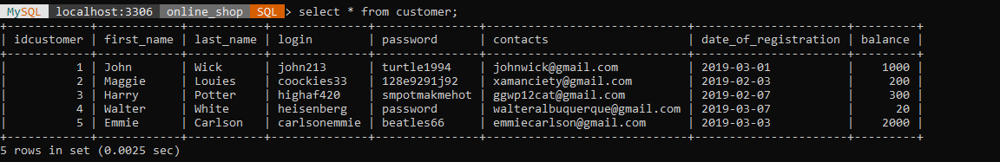 MySQL localhost:3306 online_shop SQL > select * from customer;
| idcustomer | first_name | last_name | login | password | contacts | date_of_registration | balance |
| 1 | John | Wick | john213 | turtle1994 | johnwick@gmail.com | 2019-03-01 | 1000 |
| 2 | Maggie | Louies | coockies33 | 128e9291j92 | xamanciety@gmail.com | 2019-02-03 | 200 |
| 3 | Harry | Potter | highaf420 | smpotmakmehot | ggwp12cat@gmail.com | 2019-02-07 | 300 |
| 4 | Walter | White | heisenberg | password | walteralbuquerque@gmail.com | 2019-03-07 | 20 |
| 5 | Emmie | Carlson | carlsonemmie | beatles66 | emmiecarlson@gmail.com | 2019-03-03 | 2000 |
5 rows in set (0.0025 sec)